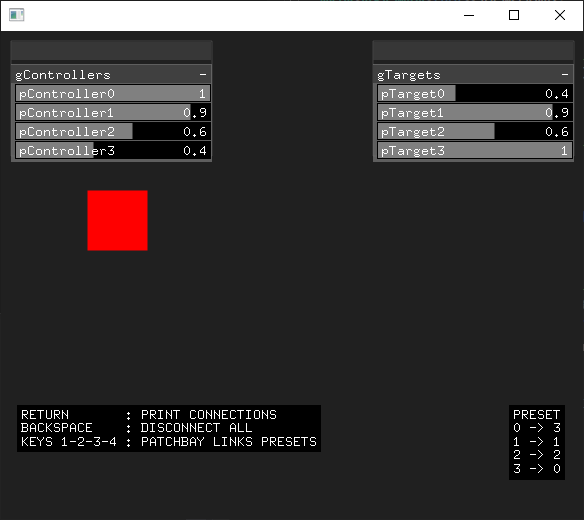 gControllers -
pController0 1
pController1 0.9
pController2 0.6
pController3 0.4
gTargets -
pTarget0 0.4
pTarget1 0.9
pTarget2 0.6
pTarget3 1
RETURN : PRINT CONNECTIONS
BACKSPACE : DISCONNECT ALL
KEYS 1-2-3-4 : PATCHBAY LINKS PRESETS
PRESET
0 -> 3
1 -> 1
2 -> 2
3 -> 0